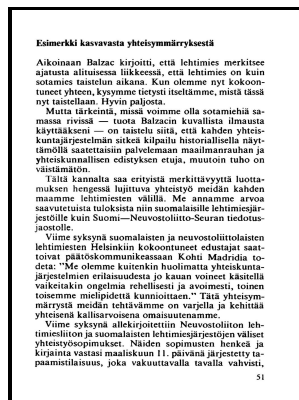 Esimerkki kasvavasta yhteisymmärryksestä
Aikoinaan Balzac kirjoitti, että lehtimies merkitsee
ajatusta alituisessa liikkeessä, että lehtimies on kuin
sotamies taistelun aikana. Kun olemme nyt kokoon-
tuneet yhteen, kysymme tietysti itseltämme, mistä tässä
nyt taistellaan. Hyvin paljosta.
Mutta tärkeintä, missä voimme olla sotamiehiä sa-
massa rivissä — tuota Balzacin kuvallista ilmausta
käyttääkseni — on taistelu siitä, että kahden yhteis-
kuntajärjestelmän sitkeä kilpailu historiallisella näyt-
tämöllä saatettaisiin palvelemaan maailmanrauhan ja
yhteiskunnallisen edistyksen etuja, muutoin tuho on
väistämätön.
Tältä kannalta saa erityistä merkittävyyttä luotta-
muksen hengessä lujittuva yhteistyö meidän kahden
maamme lehtimiesten välillä. Me annamme arvoa
saavutetuista tuloksista niin suomalaisille lehtimiesjär-
jestöille kuin Suomi—Neuvostoliitto-Seuran tiedotus-
jaostolle.
Viime syksynä suomalaisten ja neuvostoliittolaisten
lehtimiesten Helsinkiin kokoontuneet edustajat saat-
toivat päätöskommunikeassaan Kohti Madridia to-
deta: "Me olemme kuitenkin huolimatta yhteiskunta-
järjestelmien erilaisuudesta jo kauan voineet käsitellä
vaikeitakin ongelmia rehellisesti ja avoimesti, toinen
toisemme mielipidettä kunnioittaen." Tätä yhteisym-
märrystä meidän tehtävämme on varjella ja kehittää
yhteisenä kallisarvoisena omaisuutenamme.
Viime syksynä allekirjoitettiin Neuvostoliiton leh-
timiesliiton ja suomalaisten lehtimiesjärjestöjen väliset
yhteistyösopimukset. Näiden sopimusten henkeä ja
kirjainta vastasi maaliskuun 11. päivänä järjestetty ta-
paamistilaisuus, joka vakuuttavalla tavalla vahvisti,
51